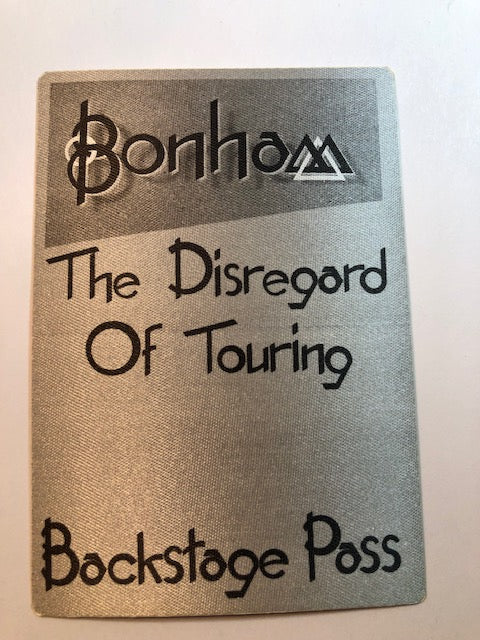 Bonham
The Disregard
Of Touring
Backstage Pass